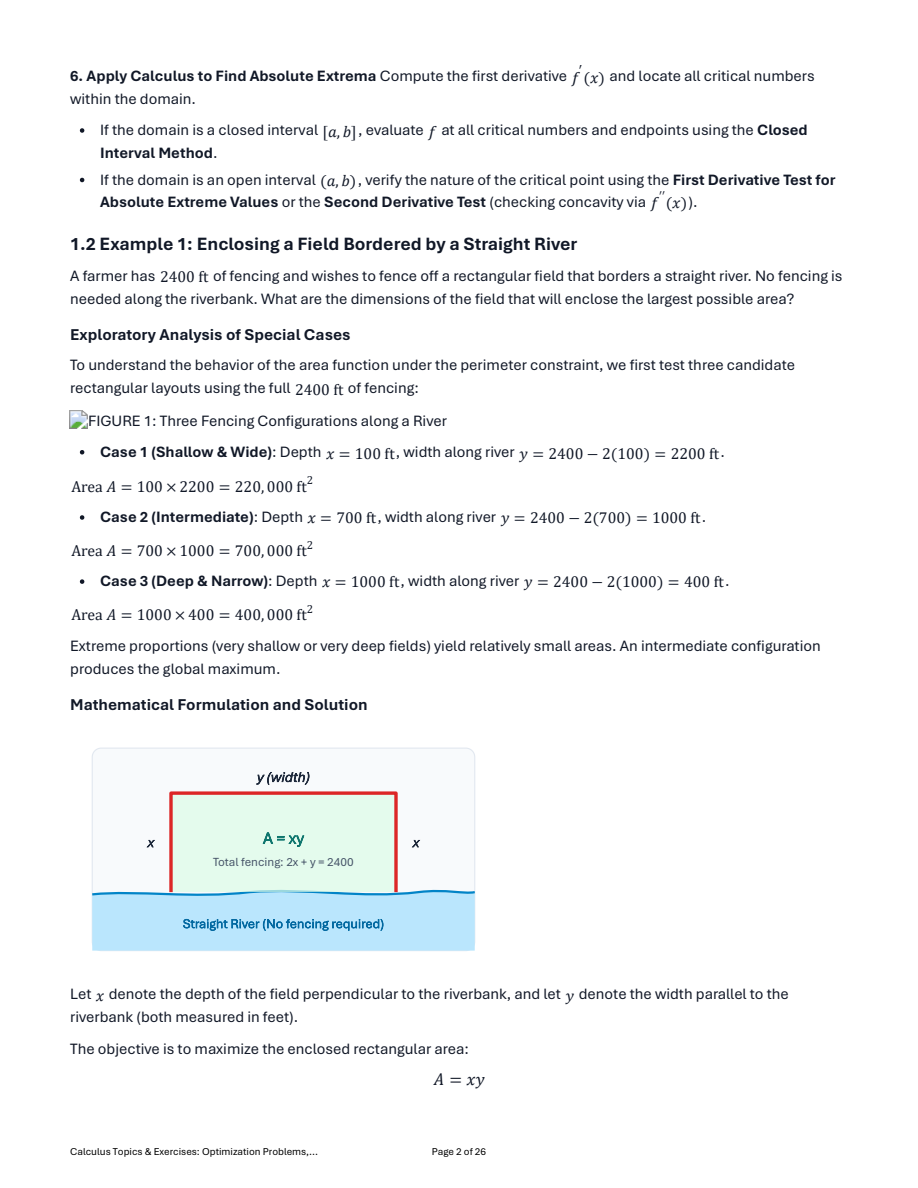 6. Apply Calculus to Find Absolute Extrema Compute the first derivative f′(x) and locate all critical numbers
within the domain.
• If the domain is a closed interval [a, b], evaluate f at all critical numbers and endpoints using the Closed
Interval Method.
• If the domain is an open interval (a, b), verify the nature of the critical point using the First Derivative Test for
Absolute Extreme Values or the Second Derivative Test (checking concavity via f″(x)).
1.2 Example 1: Enclosing a Field Bordered by a Straight River
A farmer has 2400 ft of fencing and wishes to fence off a rectangular field that borders a straight river. No fencing is
needed along the riverbank. What are the dimensions of the field that will enclose the largest possible area?
Exploratory Analysis of Special Cases
To understand the behavior of the area function under the perimeter constraint, we first test three candidate
rectangular layouts using the full 2400 ft of fencing:
FIGURE 1: Three Fencing Configurations along a River
• Case 1 (Shallow & Wide): Depth x = 100 ft, width along river y = 2400 − 2(100) = 2200 ft.
Area A = 100 × 2200 = 220,000 ft²
• Case 2 (Intermediate): Depth x = 700 ft, width along river y = 2400 − 2(700) = 1000 ft.
Area A = 700 × 1000 = 700,000 ft²
• Case 3 (Deep & Narrow): Depth x = 1000 ft, width along river y = 2400 − 2(1000) = 400 ft.
Area A = 1000 × 400 = 400,000 ft²
Extreme proportions (very shallow or very deep fields) yield relatively small areas. An intermediate configuration
produces the global maximum.
Mathematical Formulation and Solution
y (width)
x
A = xy
x
Total fencing: 2x + y = 2400
Straight River (No fencing required)
Let x denote the depth of the field perpendicular to the riverbank, and let y denote the width parallel to the
riverbank (both measured in feet).
The objective is to maximize the enclosed rectangular area:
A = xy
Calculus Topics & Exercises: Optimization Problems,... Page 2 of 26